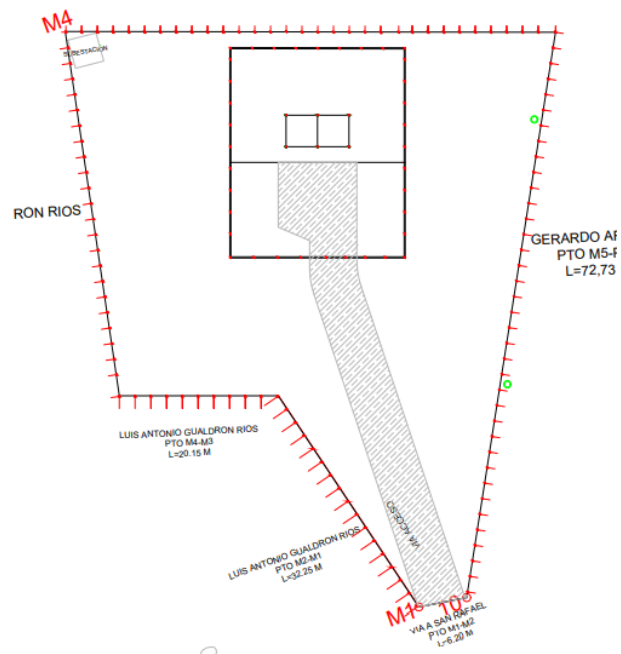 M4
SUBESTACION
RON RIOS
GERARDO AR
PTO M5-P
L=72,73
LUIS ANTONIO GUALDRON RIOS
PTO M4-M3
L=20.15 M
LUIS ANTONIO GUALDRON RIOS
PTO M2-M1
L=32.25 M
VIA ACCESO
M1
10
VIA A SAN RAFAEL
PTO M1-M2
L=6.20 M